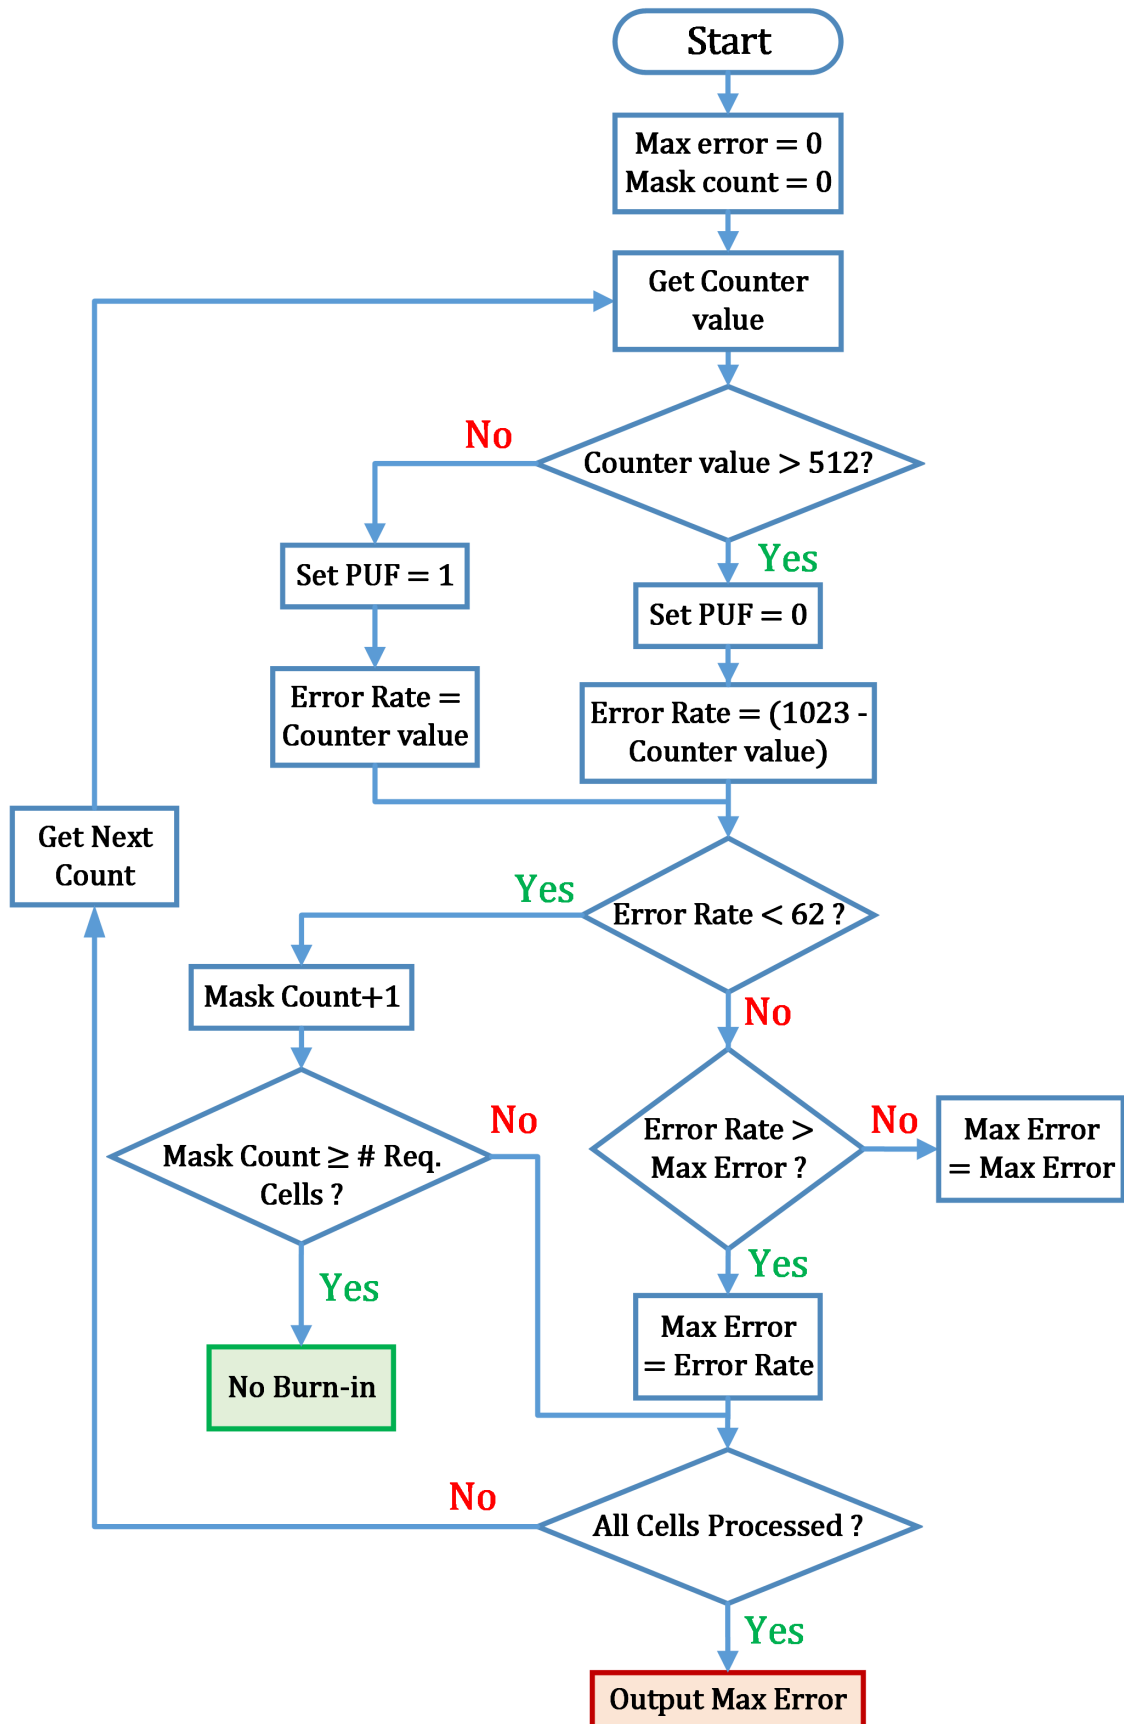 Start
Max error = 0
Mask count = 0
Get Counter
value
No
Counter value > 512?
Yes
Set PUF = 1
Set PUF = 0
Error Rate =
Counter value
Error Rate = (1023 -
Counter value)
Get Next
Count
Yes
Error Rate < 62 ?
Mask Count+1
No
No
Mask Count ≥ # Req.
Cells ?
Error Rate >
Max Error ?
No
Max Error
= Max Error
Yes
Yes
Max Error
= Error Rate
No Burn-in
No
All Cells Processed ?
Yes
Output Max Error